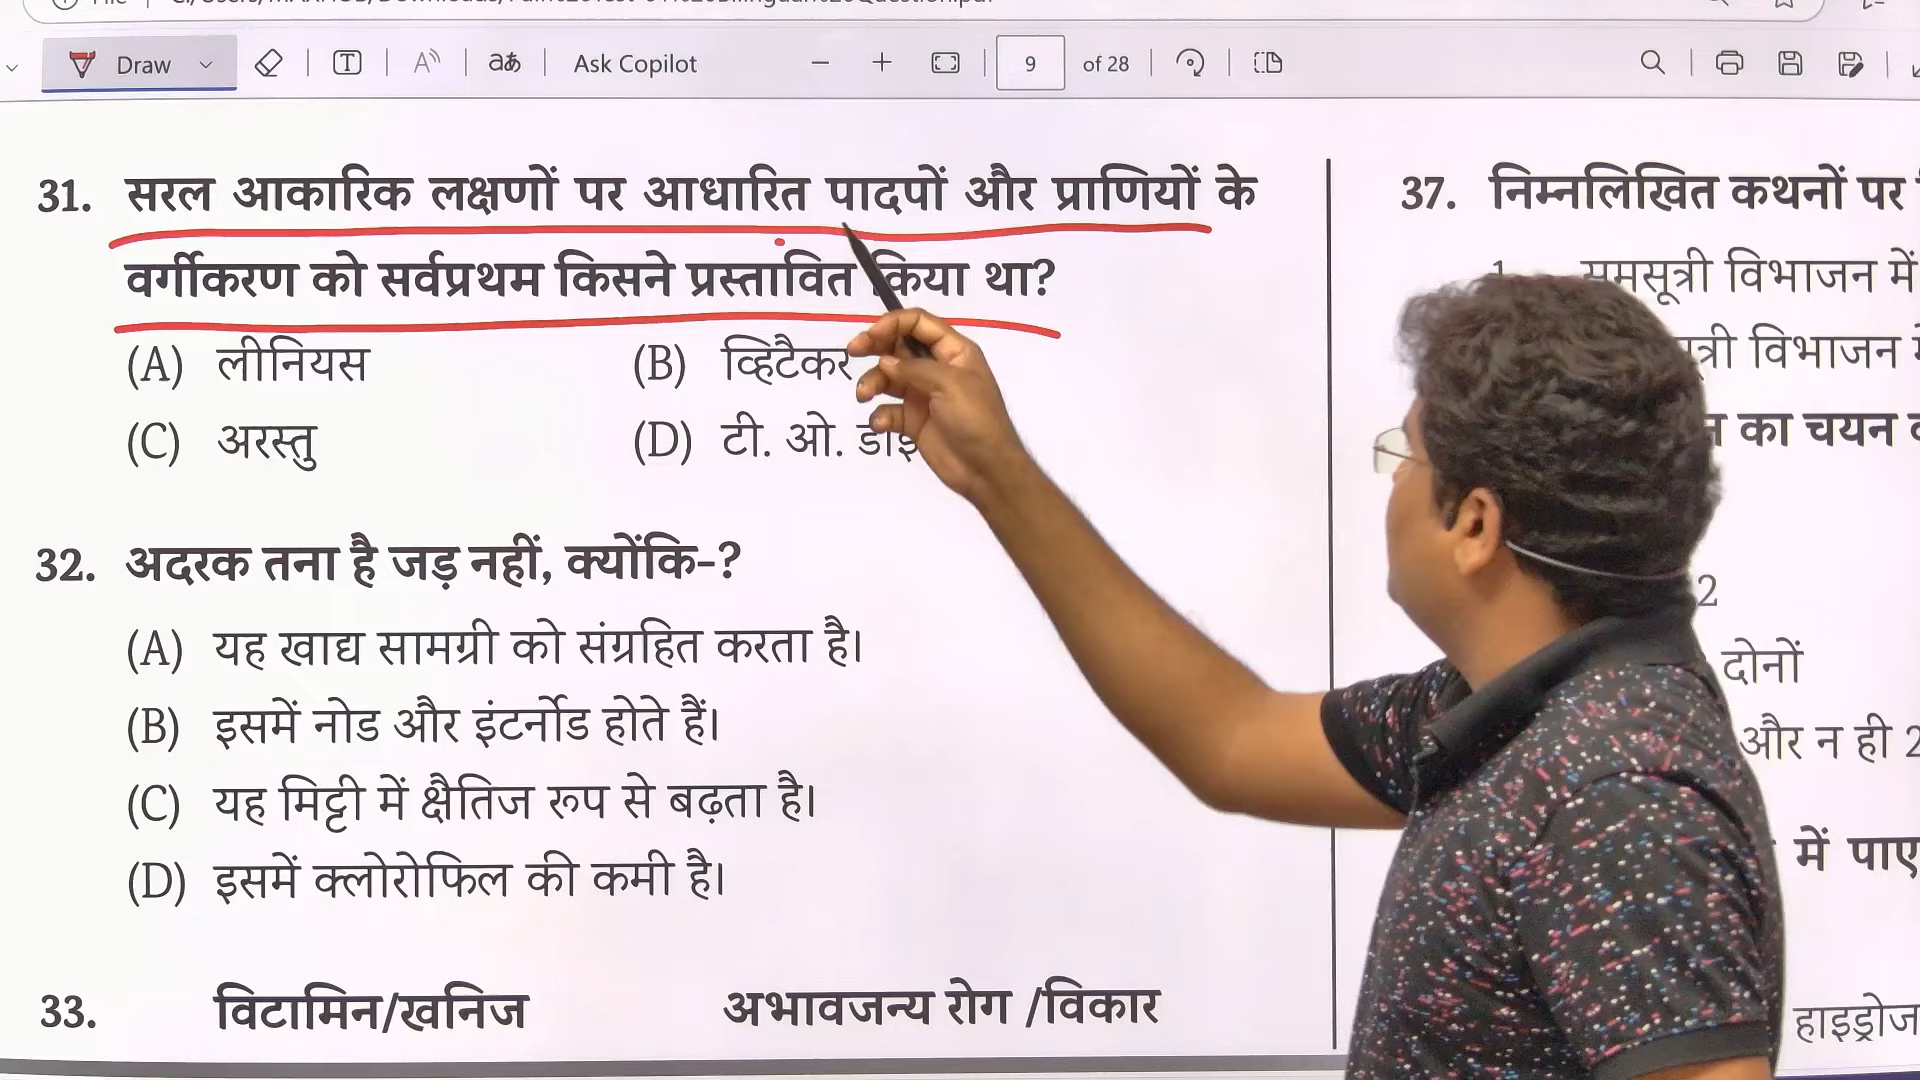 Draw
Ask Copilot
9 of 28
31. सरल आकारिक लक्षणों पर आधारित पादपों और प्राणियों के
वर्गीकरण को सर्वप्रथम किसने प्रस्तावित किया था?
(A) लीनियस (B) व्हिटैकर
(C) अरस्तु (D) टी. ओ.
32. अदरक तना है जड़ नहीं, क्योंकि-?
(A) यह खाद्य सामग्री को संग्रहित करता है।
(B) इसमें नोड और इंटर्नोड होते हैं।
(C) यह मिट्टी में क्षैतिज रूप से बढ़ता है।
(D) इसमें क्लोरोफिल की कमी है।
33. विटामिन/खनिज अभावजन्य रोग /विकार
37. निम्नलिखित कथनों पर
विभाजन में
विभाजन
का चयन
2
दोनों
और न ही 2
में